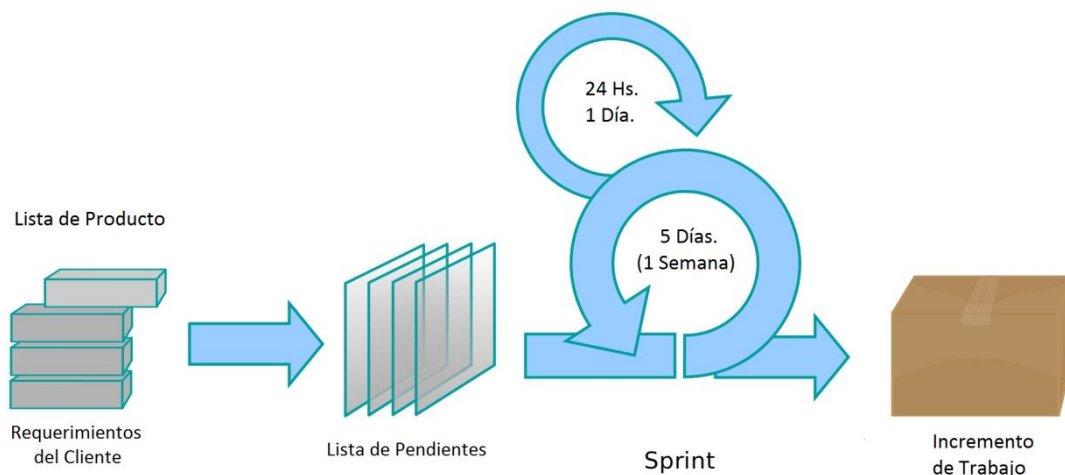 24 Hs.
1 Día.
Lista de Producto
5 Días.
(1 Semana)
Requerimientos
del Cliente
Lista de Pendientes
Sprint
Incremento
de Trabajo